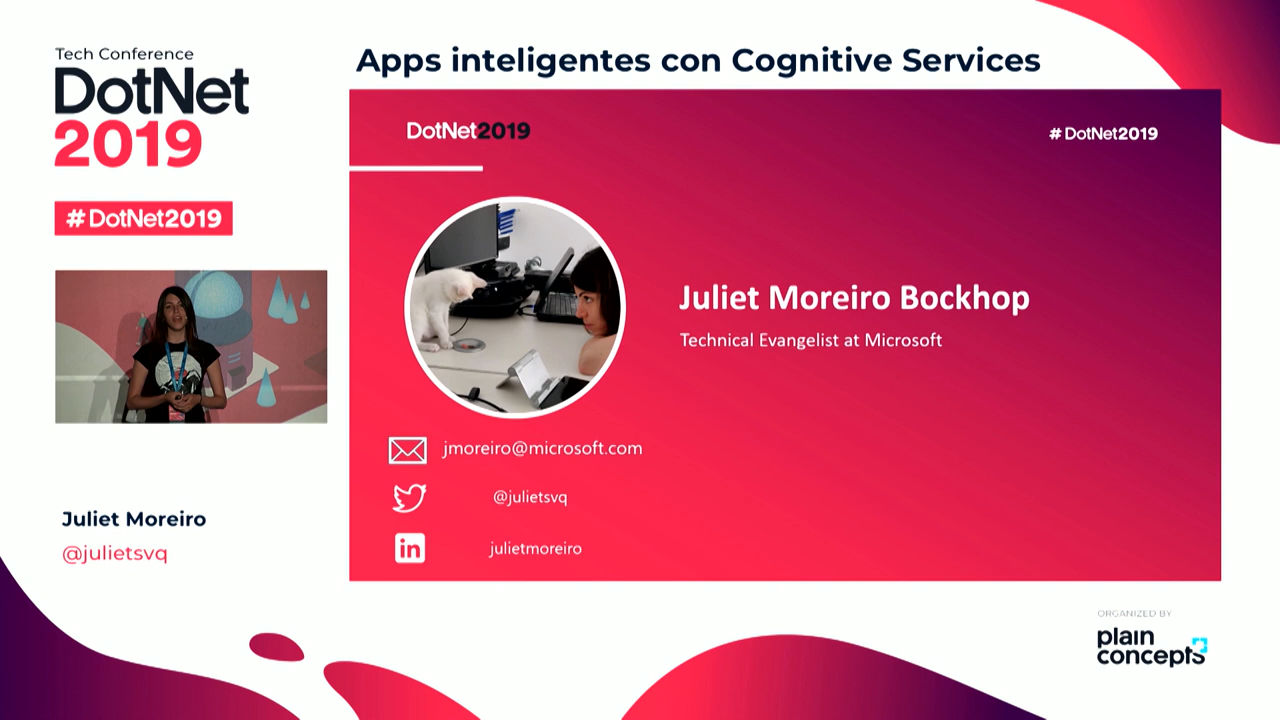 Tech Conference
DotNet
2019
#DotNet2019
Juliet Moreiro
@julietsvq
Apps inteligentes con Cognitive Services
DotNet2019
#DotNet2019
Juliet Moreiro Bockhop
Technical Evangelist at Microsoft
jmoreiro@microsoft.com
@julietsvq
in
julietmoreiro
ORGANIZED BY
plain
concepts